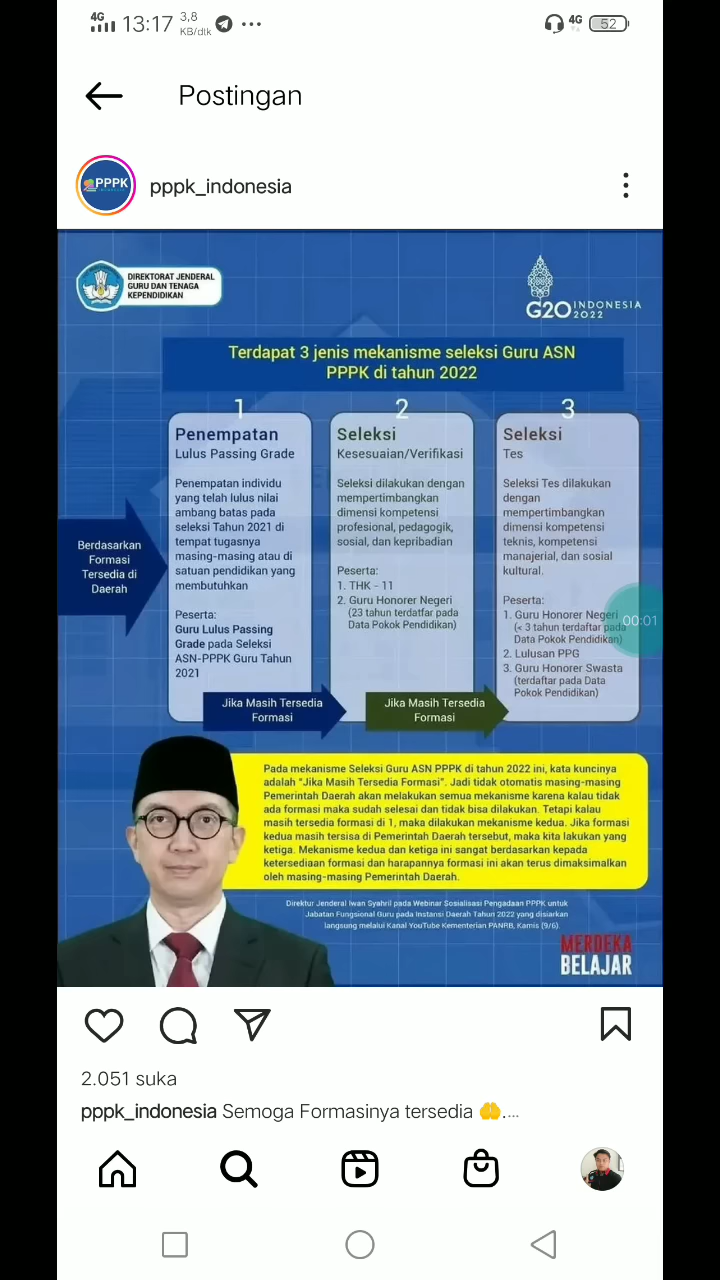 4G 13:17 3,8 KB/dtk ... 4G 52
Postingan
PPPK
pppk_indonesia
DIREKTORAT JENDERAL
GURU DAN TENAGA
KEPENDIDIKAN
G20 INDONESIA
2022
Terdapat 3 jenis mekanisme seleksi Guru ASN
PPPK di tahun 2022
Berdasarkan
Formasi
Tersedia di
Daerah
1
Penempatan
Lulus Passing Grade
Penempatan individu
yang telah lulus nilai
ambang batas pada
seleksi Tahun 2021 di
tempat tugasnya
masing-masing atau di
satuan pendidikan yang
membutuhkan
Peserta:
Guru Lulus Passing
Grade pada Seleksi
ASN-PPPK Guru Tahun
2021
Jika Masih Tersedia
Formasi
2
Seleksi
Kesesuaian/Verifikasi
Seleksi dilakukan dengan
mempertimbangkan
dimensi kompetensi
profesional, pedagogik,
sosial, dan kepribadian
Peserta:
1. THK - 11
2. Guru Honorer Negeri
(23 tahun terdatfar pada
Data Pokok Pendidikan)
Jika Masih Tersedia
Formasi
3
Seleksi
Tes
Seleksi Tes dilakukan
dengan
mempertimbangkan
dimensi kompetensi
teknis, kompetensi
manajerial, dan sosial
kultural.
Peserta:
1. Guru Honorer Negeri
(< 3 tahun terdaftar pada
Data Pokok Pendidikan)
2. Lulusan PPG
3. Guru Honorer Swasta
(terdaftar pada Data
Pokok Pendidikan)
00:01
Pada mekanisme Seleksi Guru ASN PPPK di tahun 2022 ini, kata kuncinya
adalah "Jika Masih Tersedia Formasi". Jadi tidak otomatis masing-masing
Pemerintah Daerah akan melakukan semua mekanisme karena kalau tidak
ada formasi maka sudah selesai dan tidak bisa dilakukan. Tetapi kalau
masih tersedia formasi di 1, maka dilakukan mekanisme kedua. Jika formasi
kedua masih tersisa di Pemerintah Daerah tersebut, maka kita lakukan yang
ketiga. Mekanisme kedua dan ketiga ini sangat berdasarkan kepada
ketersediaan formasi dan harapannya formasi ini akan terus dimaksimalkan
oleh masing-masing Pemerintah Daerah.
Direktur Jenderal Iwan Syahril pada Webinar Sosialisasi Pengadaan PPPK untuk
Jabatan Fungsional Guru pada Instansi Daerah Tahun 2022 yang disiarkan
langsung melalui Kanal YouTube Kementerian PANRB, Kamis (9/6)
MERDEKA
BELAJAR
2.051 suka
pppk_indonesia Semoga Formasinya tersedia 🤲....